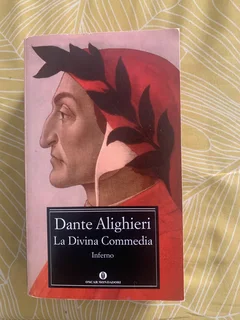 Dante Alighieri
La Divina Commedia
Inferno
OSCAR MONDADORI